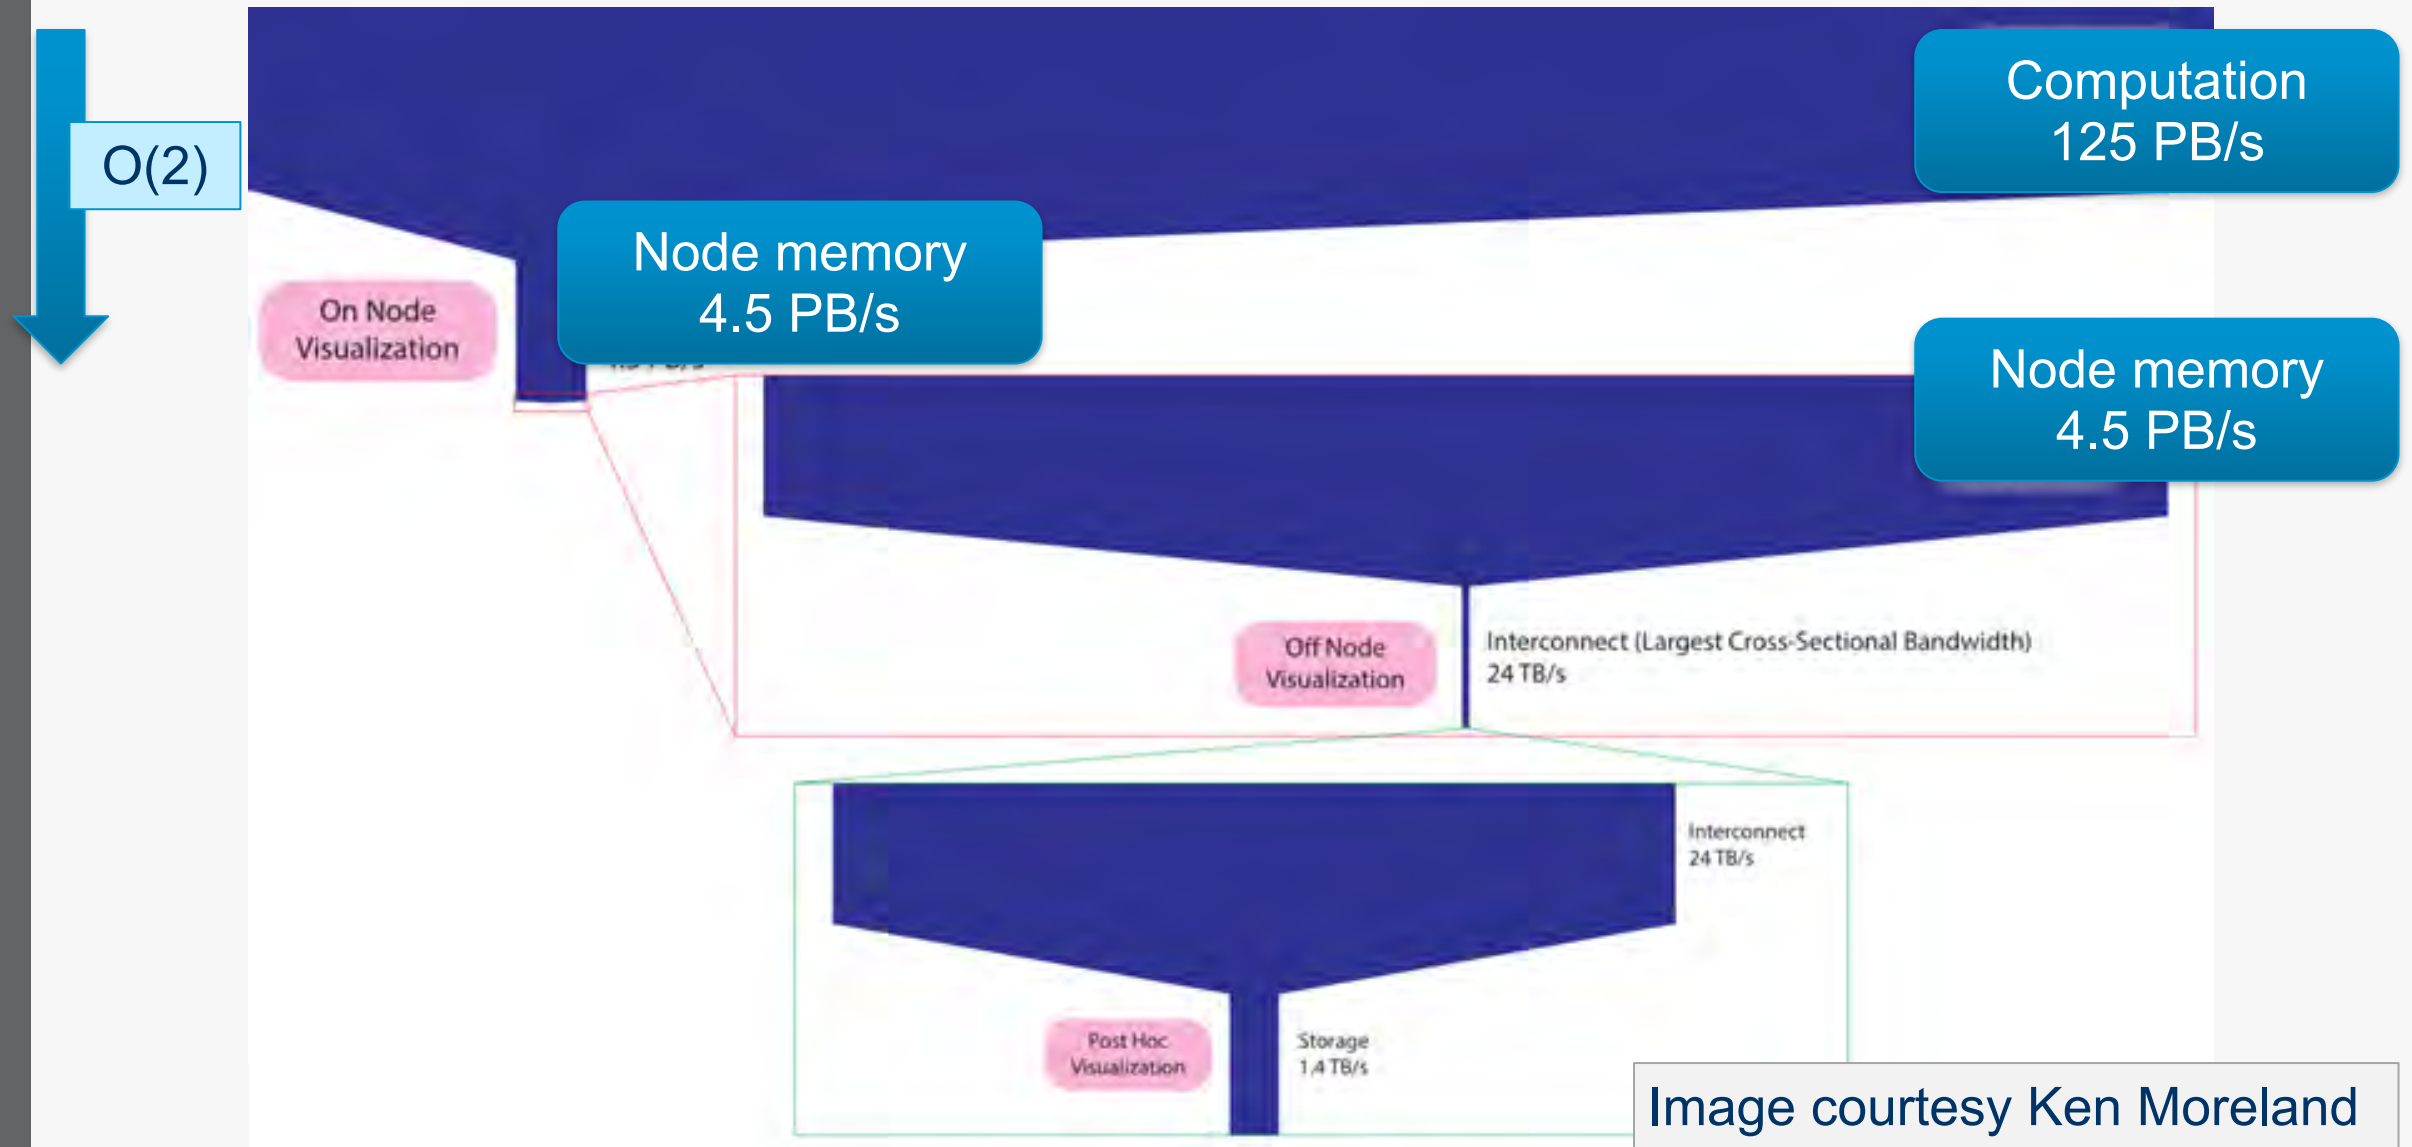 Computation
125 PB/s
O(2)
Node memory
4.5 PB/s
On Node
Visualization
Node memory
4.5 PB/s
Off Node
Visualization
Interconnect (Largest Cross-Sectional Bandwidth)
24 TB/s
Interconnect
24 TB/s
Post Hoc
Visualization
Storage
1.4 TB/s
Image courtesy Ken Moreland